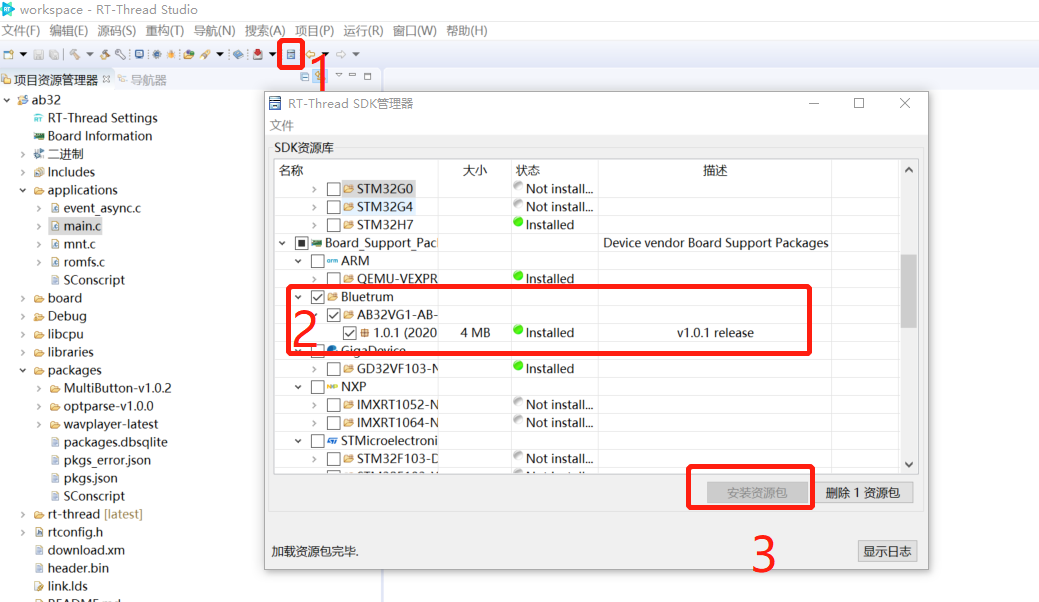 workspace - RT-Thread Studio
文件(F) 编辑(E) 源码(S) 重构(T) 导航(N) 搜索(A) 项目(P) 运行(R) 窗口(W) 帮助(H)
1
项目资源管理器 导航器
ab32
RT-Thread Settings
Board Information
二进制
Includes
applications
event_async.c
main.c
mnt.c
romfs.c
SConscript
board
Debug
libcpu
libraries
packages
MultiButton-v1.0.2
optparse-v1.0.0
wavplayer-latest
packages.dbsqlite
pkgs_error.json
pkgs.json
SConscript
rt-thread [latest]
rtconfig.h
download.xm
header.bin
link.lds
README.md
RT-Thread SDK管理器
文件
SDK资源库
名称 大小 状态 描述
STM32G0 Not install...
STM32G4 Not install...
STM32H7 Installed
Board_Support_Pac Device vendor Board Support Packages
ARM
QEMU-VEXPR Installed
Bluetrum
AB32VG1-AB-
2
1.0.1 (2020 4 MB Installed v1.0.1 release
GigaDevice
GD32VF103-N Installed
NXP
IMXRT1052-N Not install...
IMXRT1064-N Not install...
STMicroelectroni
STM32F103-D Not install...
安装资源包 删除 1 资源包
3
加载资源包完毕. 显示日志